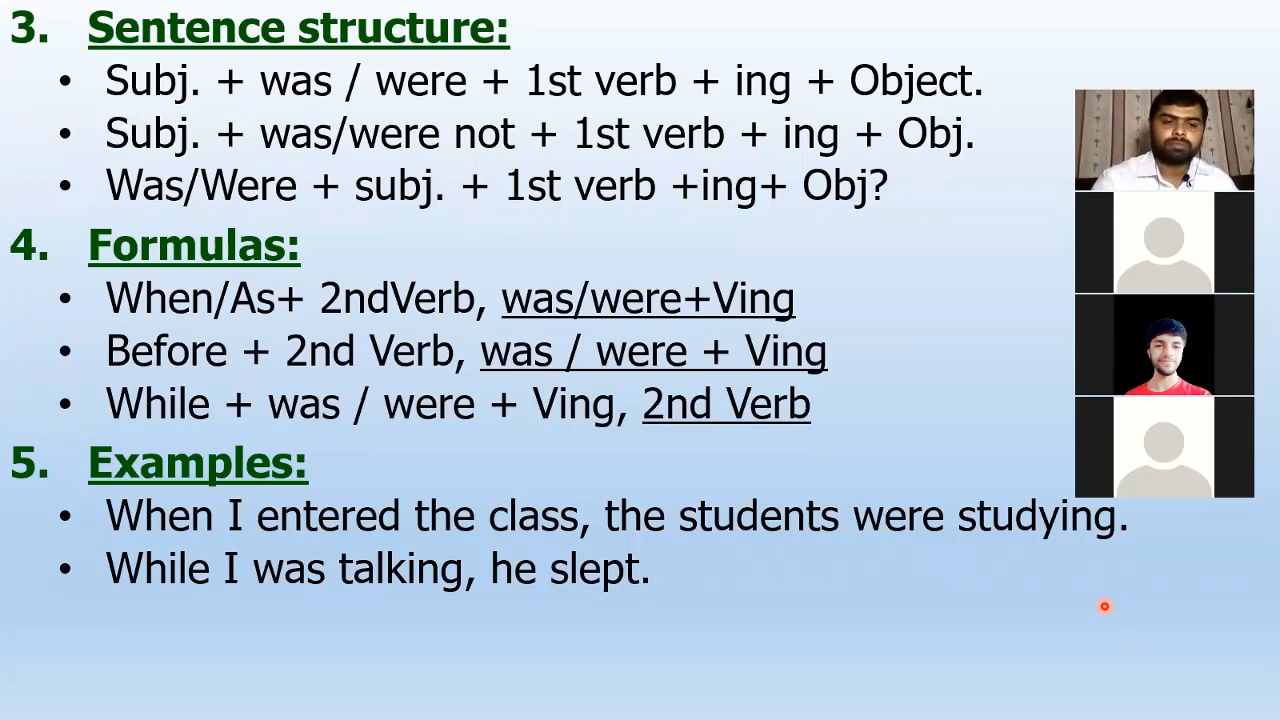 3. Sentence structure:
• Subj. + was / were + 1st verb + ing + Object.
• Subj. + was/were not + 1st verb + ing + Obj.
• Was/Were + subj. + 1st verb +ing+ Obj?
4. Formulas:
• When/As+ 2ndVerb, was/were+Ving
• Before + 2nd Verb, was / were + Ving
• While + was / were + Ving, 2nd Verb
5. Examples:
• When I entered the class, the students were studying.
• While I was talking, he slept.